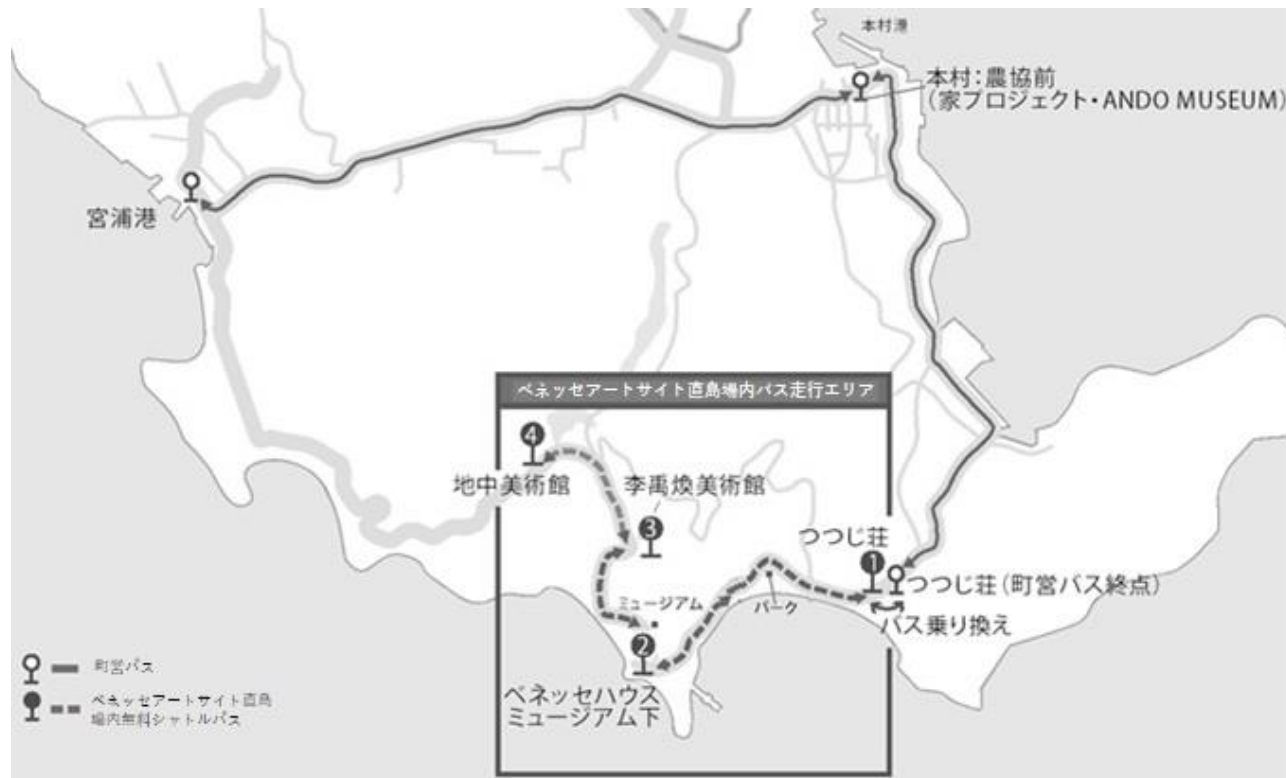 本村港
本村:農協前
(家プロジェクト・ANDO MUSEUM)
宮浦港
ベネッセアートサイト直島場内バス走行エリア
4
地中美術館
李禹煥美術館
3
つつじ荘
1
つつじ荘(町営バス終点)
バス乗り換え
ミュージアム
パーク
2
ベネッセハウス
ミュージアム下
町営バス
ベネッセアートサイト直島
場内無料シャトルバス